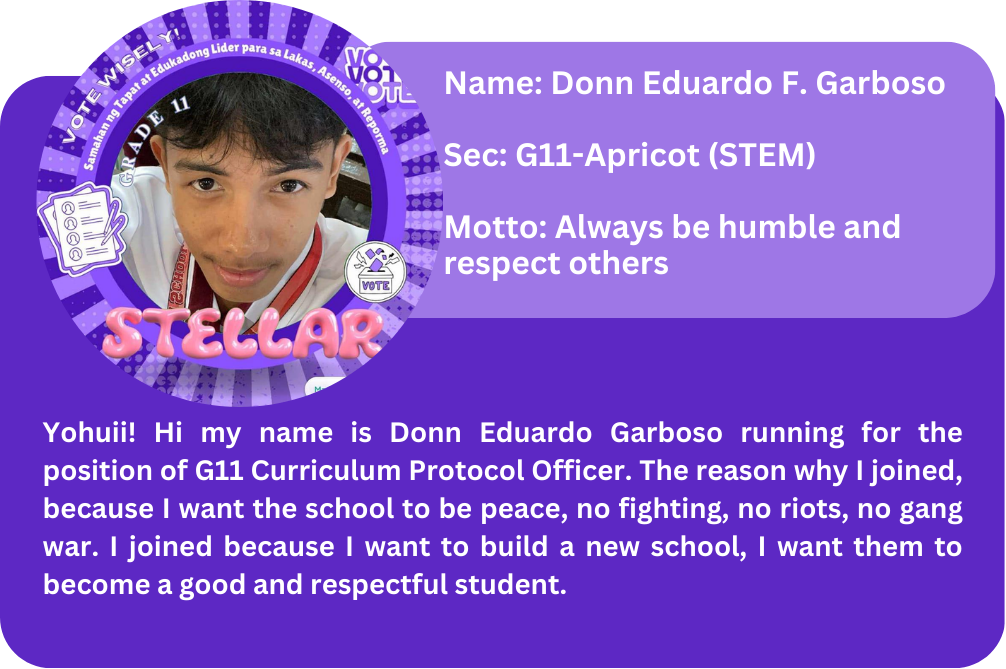 VOTE WISELY!
Samahan ng Tapat at Edukadong Lider para sa Lakas, Asenso, at Reporma
GRADE 11
VOTE
VOTE
VOTE
VOTE
STELLAR
Name: Donn Eduardo F. Garboso
Sec: G11-Apricot (STEM)
Motto: Always be humble and
respect others
Yohuii! Hi my name is Donn Eduardo Garboso running for the
position of G11 Curriculum Protocol Officer. The reason why I joined,
because I want the school to be peace, no fighting, no riots, no gang
war. I joined because I want to build a new school, I want them to
become a good and respectful student.